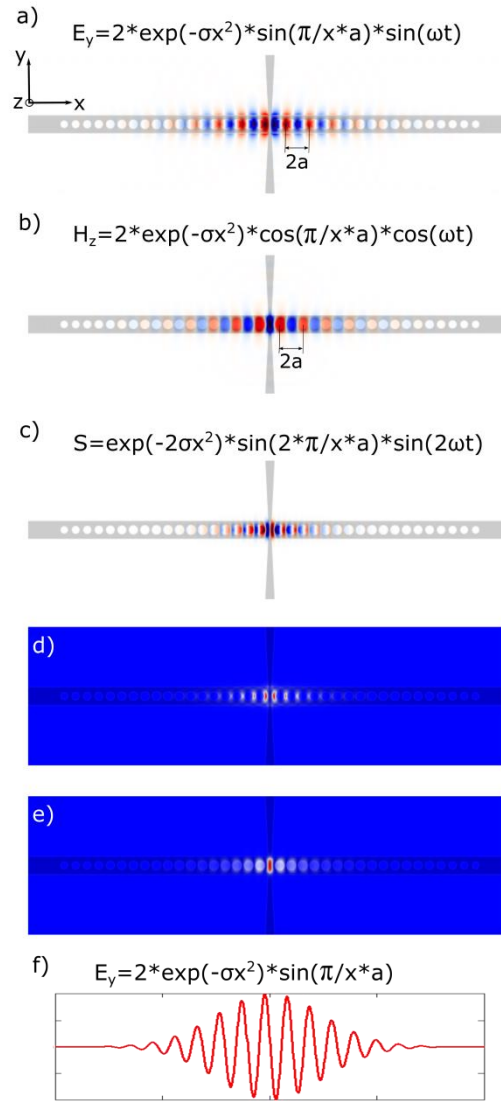 a)
E_y=2*exp(-σx²)*sin(π/x*a)*sin(ωt)
y
z
x
2a
b)
H_z=2*exp(-σx²)*cos(π/x*a)*cos(ωt)
2a
c)
S=exp(-2σx²)*sin(2*π/x*a)*sin(2ωt)
d)
e)
f)
E_y=2*exp(-σx²)*sin(π/x*a)